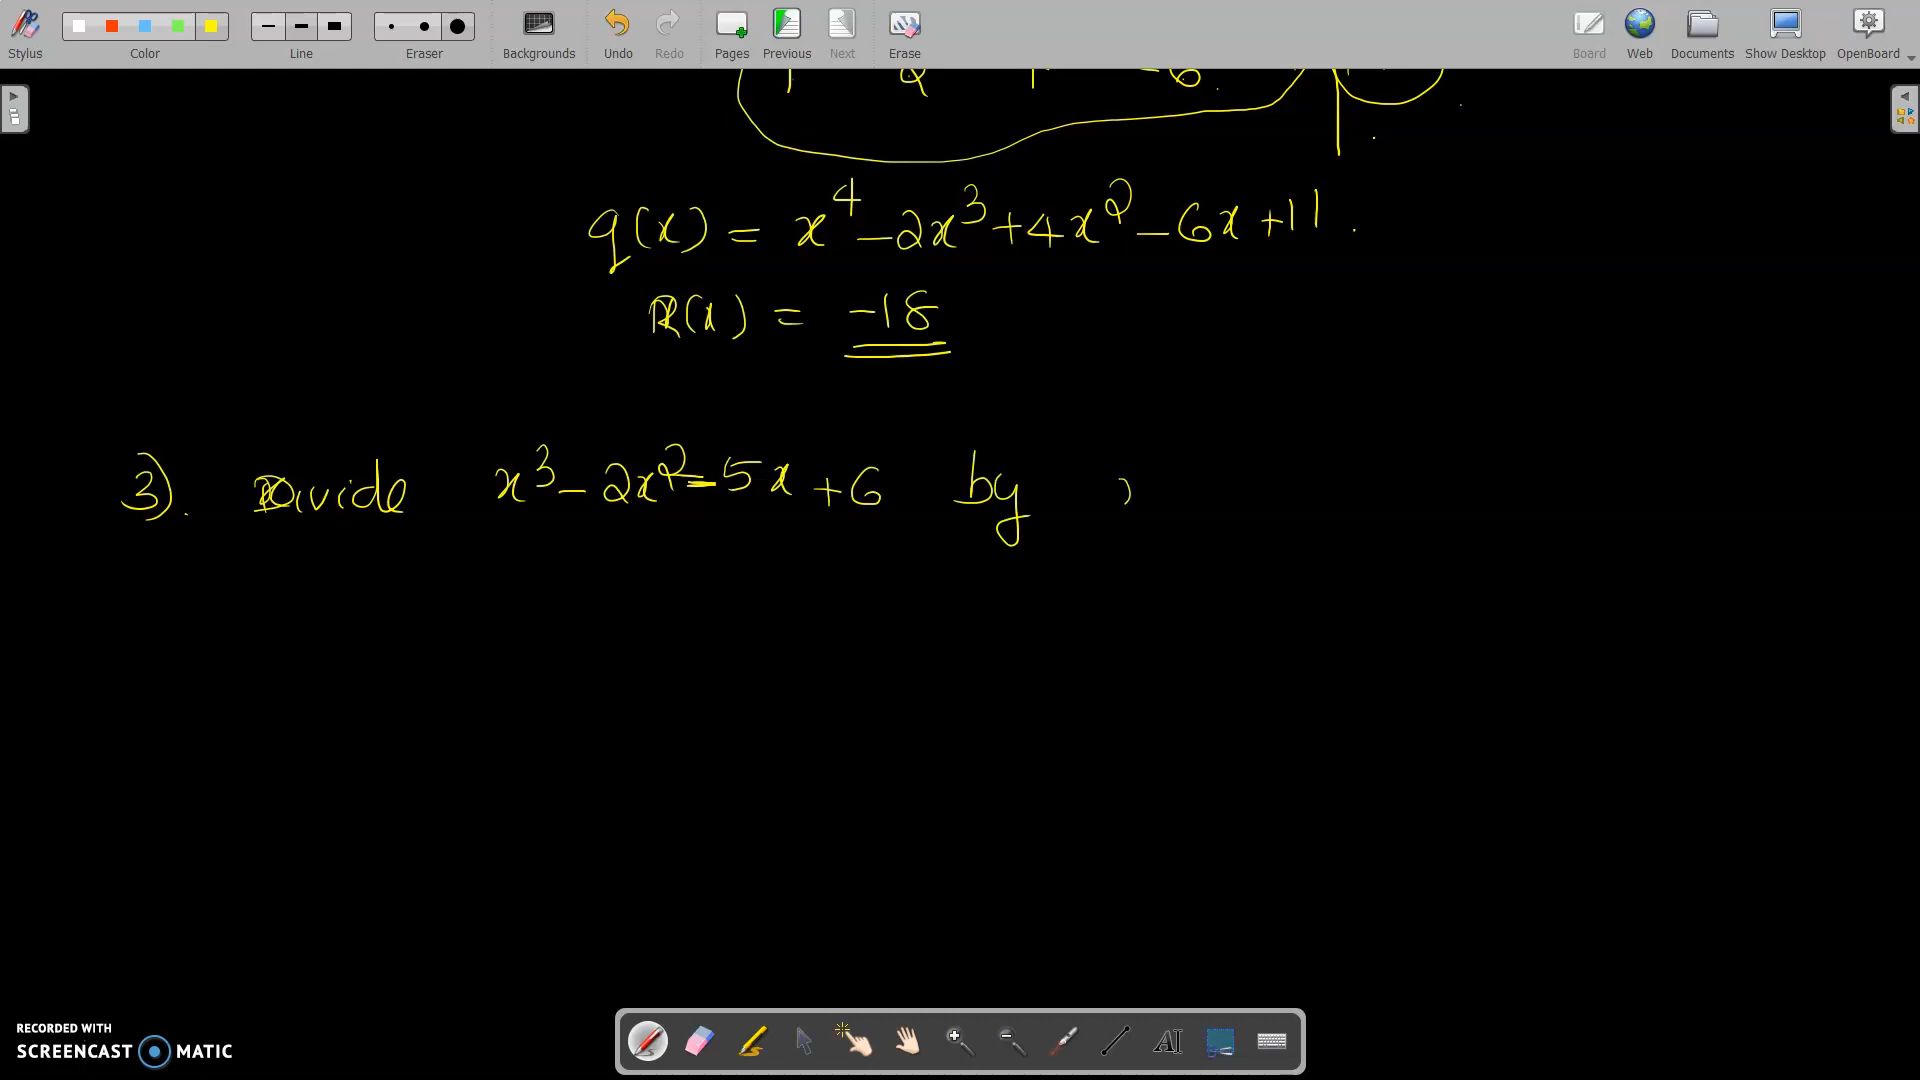 Stylus Color Line Eraser Backgrounds Undo Redo Pages Previous Next Erase Board Web Documents Show Desktop OpenBoard
q(x) = x⁴ - 2x³ + 4x² - 6x + 11.
R(x) = -18
3). Divide x³ - 2x² - 5x + 6 by
RECORDED WITH
SCREENCAST MATIC
AI